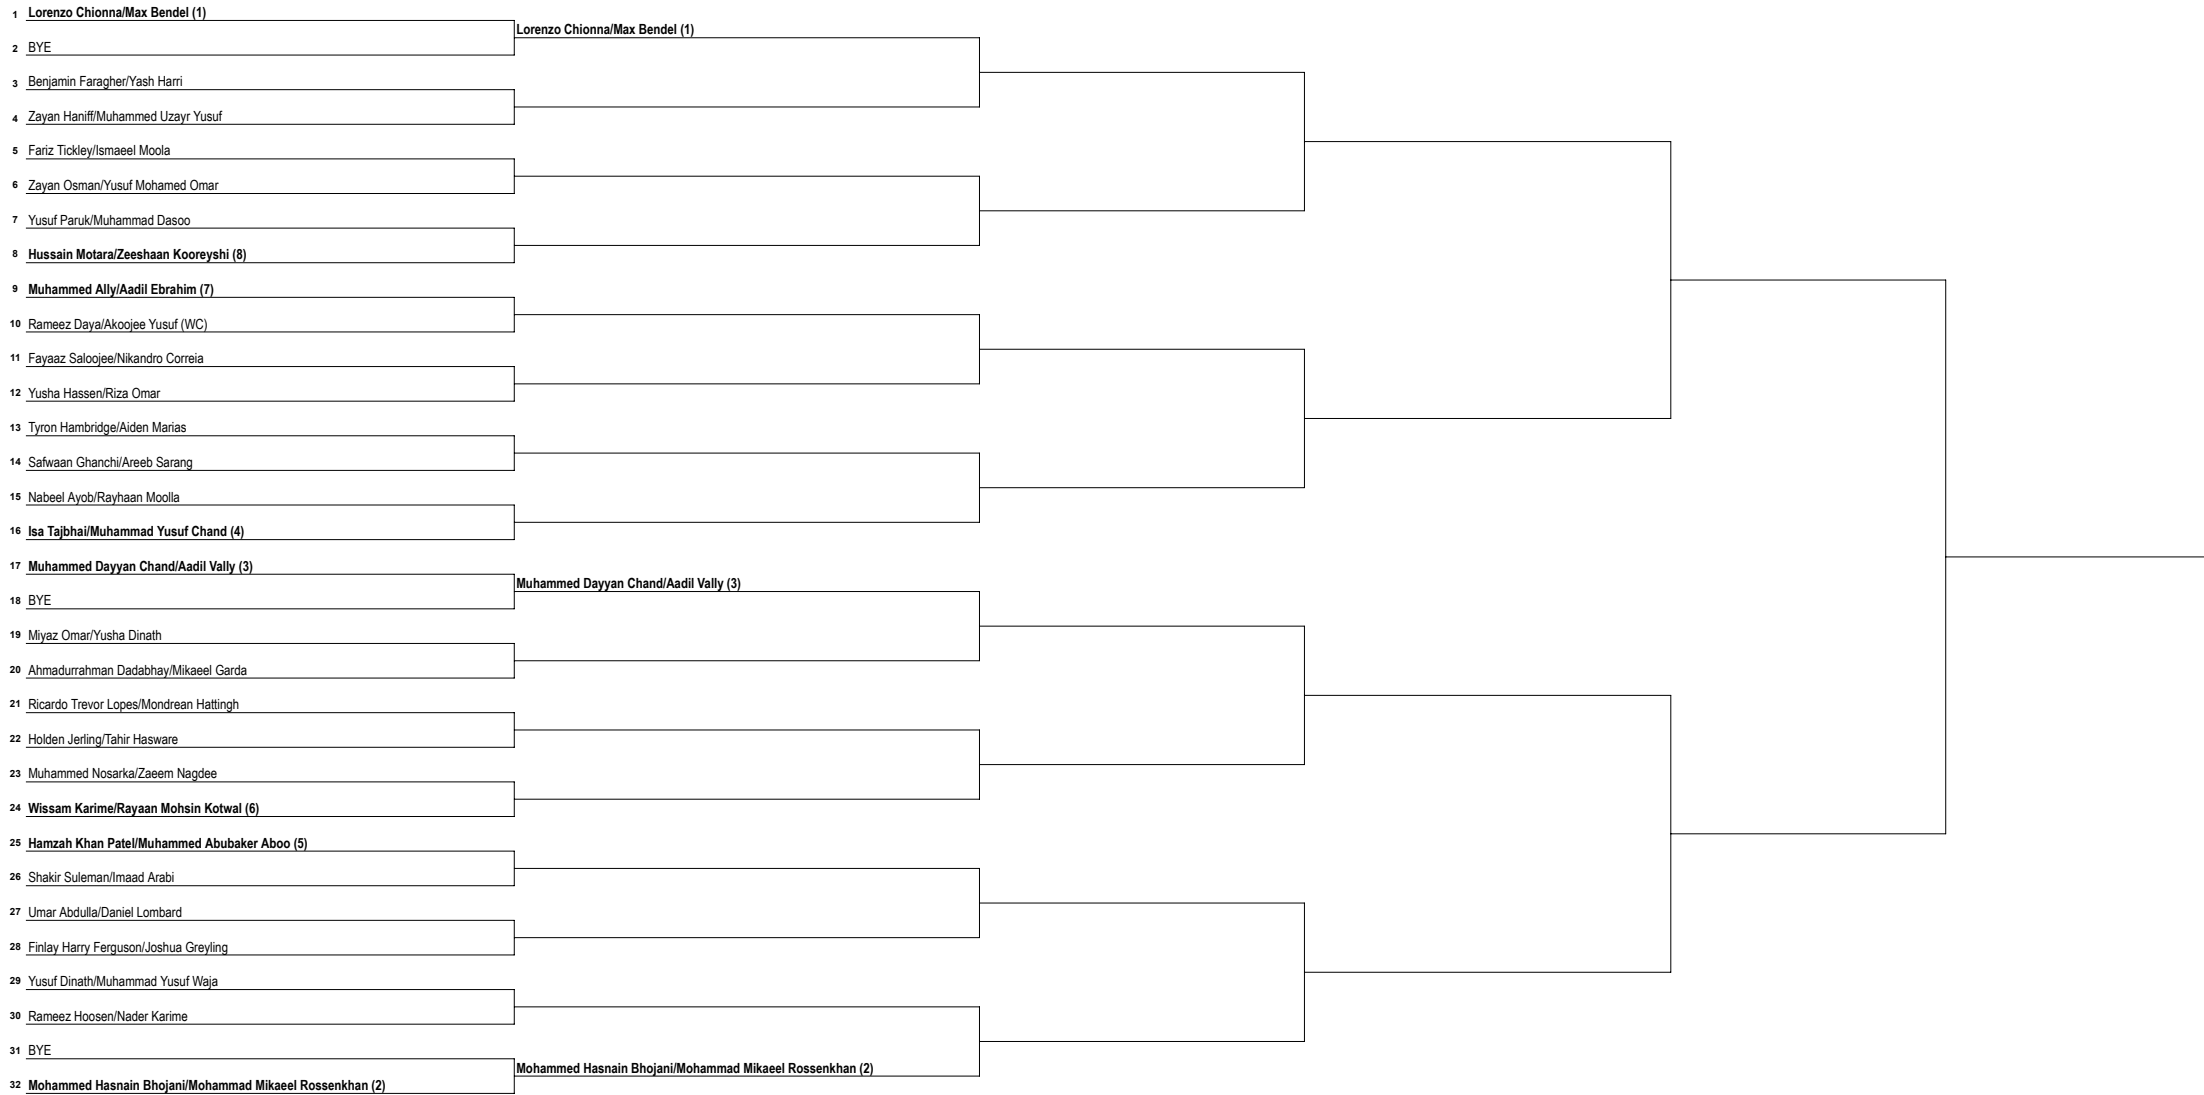 1 Lorenzo Chionna/Max Bendel (1)
Lorenzo Chionna/Max Bendel (1)
2 BYE
3 Benjamin Faragher/Yash Harri
4 Zayan Haniff/Muhammed Uzayr Yusuf
5 Fariz Tickley/Ismaeel Moola
6 Zayan Osman/Yusuf Mohamed Omar
7 Yusuf Paruk/Muhammad Dasoo
8 Hussain Motara/Zeeshaan Kooreyshi (8)
9 Muhammed Ally/Aadil Ebrahim (7)
10 Rameez Daya/Akoojee Yusuf (WC)
11 Fayaaz Saloojee/Nikandro Correia
12 Yusha Hassen/Riza Omar
13 Tyron Hambridge/Aiden Marias
14 Safwaan Ghanchi/Areeb Sarang
15 Nabeel Ayob/Rayhaan Moolla
16 Isa Tajbhai/Muhammad Yusuf Chand (4)
17 Muhammed Dayyan Chand/Aadil Vally (3)
Muhammed Dayyan Chand/Aadil Vally (3)
18 BYE
19 Miyaz Omar/Yusha Dinath
20 Ahmadurrahman Dadabhay/Mikaeel Garda
21 Ricardo Trevor Lopes/Mondrean Hattingh
22 Holden Jerling/Tahir Hasware
23 Muhammed Nosarka/Zaeem Nagdee
24 Wissam Karime/Rayaan Mohsin Kotwal (6)
25 Hamzah Khan Patel/Muhammed Abubaker Aboo (5)
26 Shakir Suleman/Imaad Arabi
27 Umar Abdulla/Daniel Lombard
28 Finlay Harry Ferguson/Joshua Greyling
29 Yusuf Dinath/Muhammad Yusuf Waja
30 Rameez Hoosen/Nader Karime
31 BYE
Mohammed Hasnain Bhojani/Mohammad Mikaeel Rossenkhan (2)
32 Mohammed Hasnain Bhojani/Mohammad Mikaeel Rossenkhan (2)